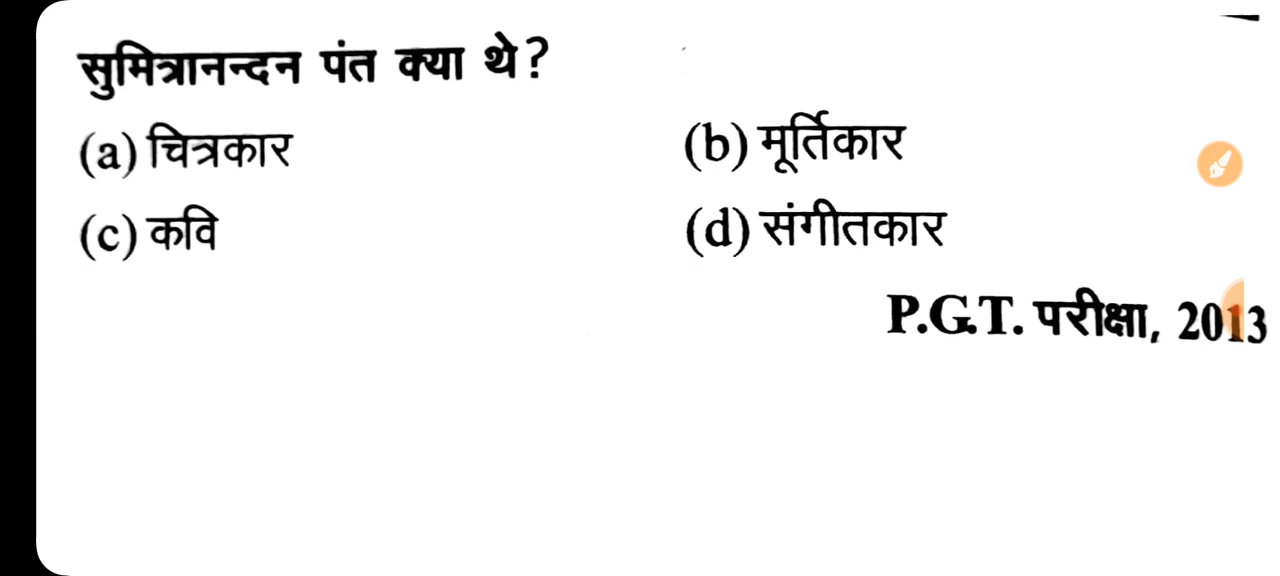 सुमित्रानन्दन पंत क्या थे?
(a) चित्रकार (b) मूर्तिकार
(c) कवि (d) संगीतकार
P.G.T. परीक्षा, 2013